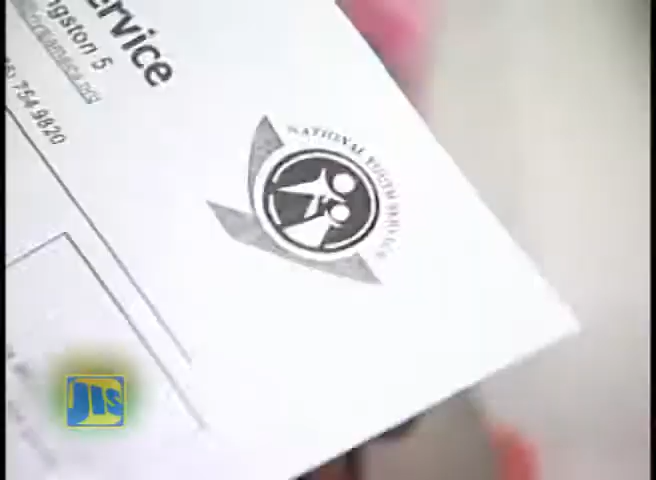 ervice
ngston 5
754 9820
NATIONAL YOUTH SERVICE
JIS